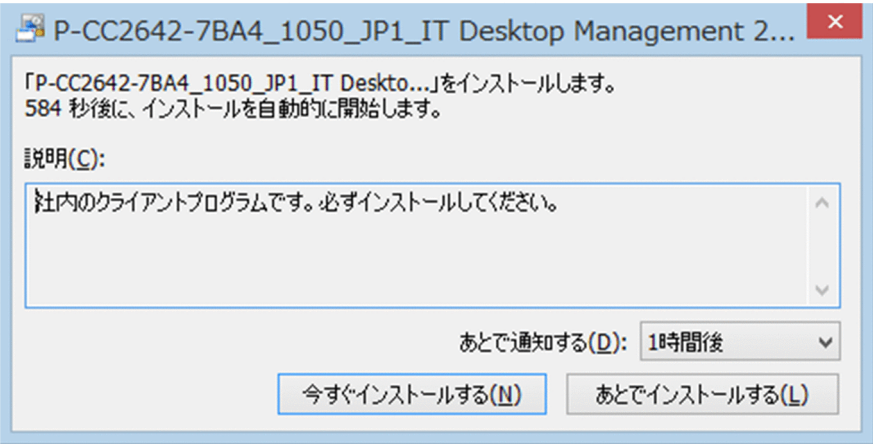 P-CC2642-7BA4_1050_JP1_IT Desktop Management 2...
「P-CC2642-7BA4_1050_JP1_IT Deskto...」をインストールします。
584 秒後に、インストールを自動的に開始します。
説明(C):
社内のクライアントプログラムです。必ずインストールしてください。
あとで通知する(D): 1時間後
今すぐインストールする(N) あとでインストールする(L)